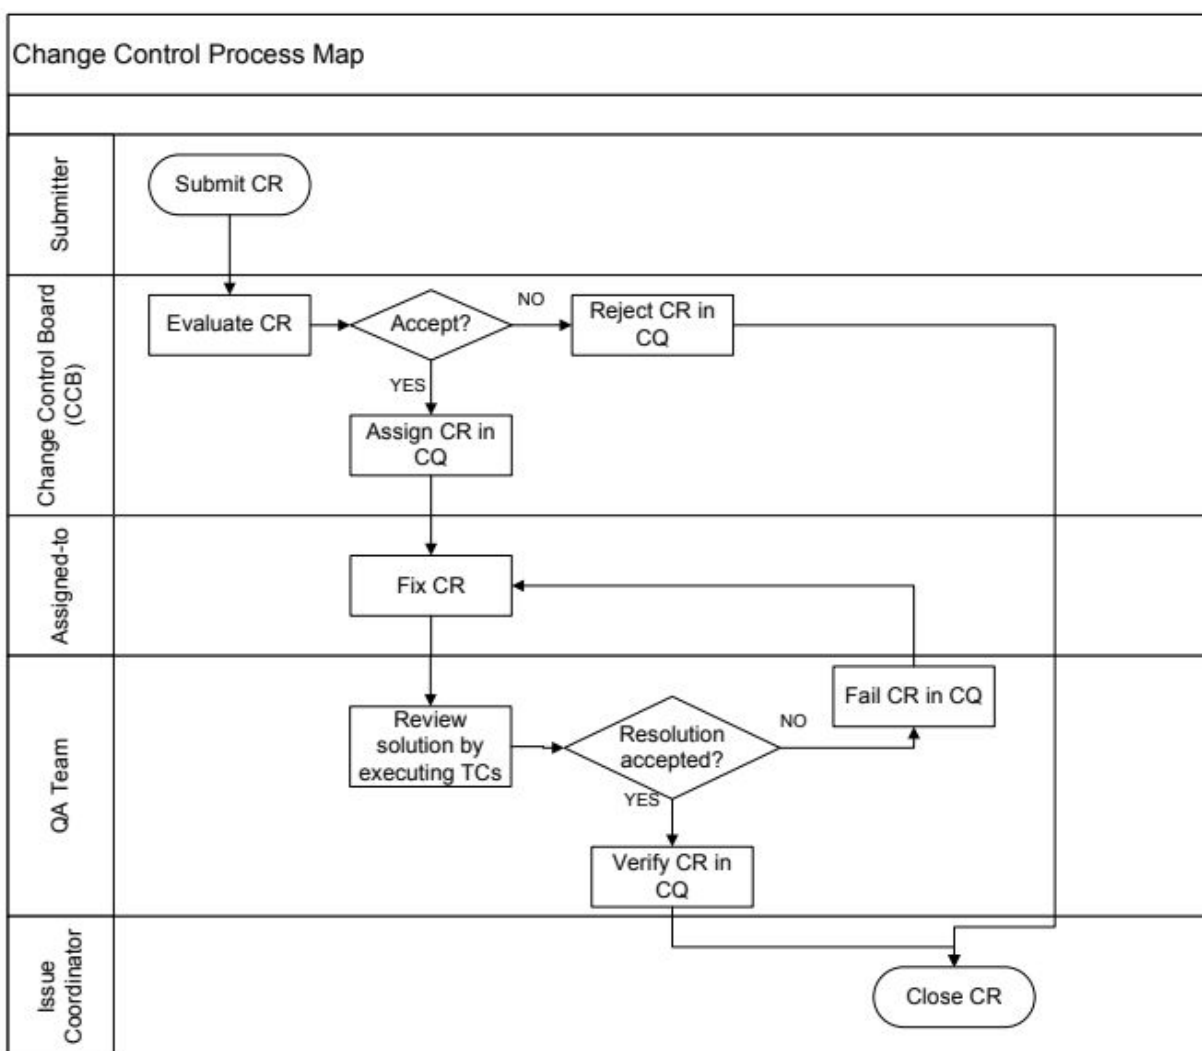 Change Control Process Map
Submitter
Submit CR
Change Control Board
(CCB)
Evaluate CR
Accept?
NO
Reject CR in
CQ
YES
Assign CR in
CQ
Assigned-to
Fix CR
QA Team
Review
solution by
executing TCs
Resolution
accepted?
NO
Fail CR in CQ
YES
Verify CR in
CQ
Issue
Coordinator
Close CR